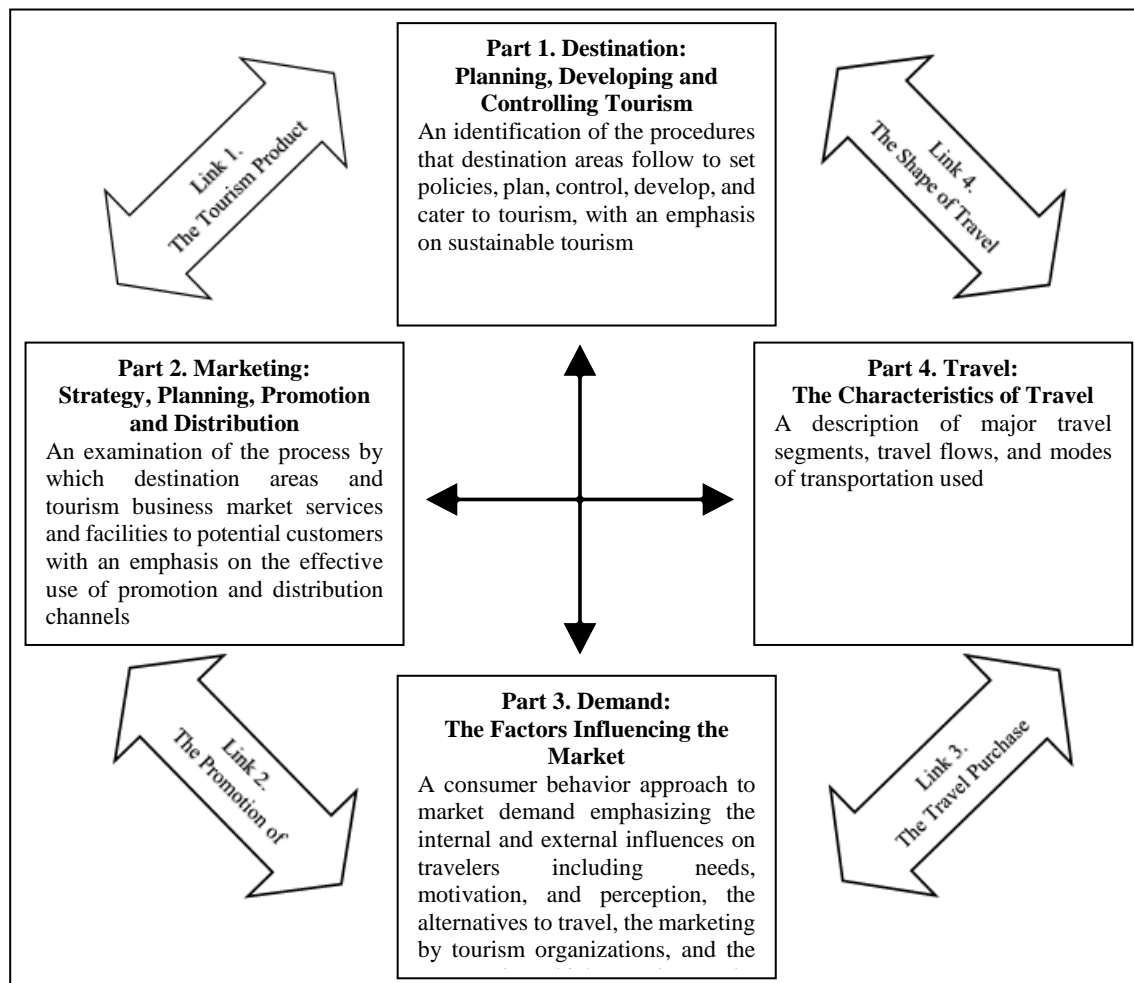 Part 1. Destination:
Planning, Developing and
Controlling Tourism
An identification of the procedures
that destination areas follow to set
policies, plan, control, develop, and
cater to tourism, with an emphasis
on sustainable tourism
Link 1.
The Tourism Product
Link 4.
The Shape of Travel
Part 2. Marketing:
Strategy, Planning, Promotion
and Distribution
An examination of the process by
which destination areas and
tourism business market services
and facilities to potential customers
with an emphasis on the effective
use of promotion and distribution
channels
Part 4. Travel:
The Characteristics of Travel
A description of major travel
segments, travel flows, and modes
of transportation used
Link 2.
The Promotion of
Part 3. Demand:
The Factors Influencing the
Market
A consumer behavior approach to
market demand emphasizing the
internal and external influences on
travelers including needs,
motivation, and perception, the
alternatives to travel, the marketing
by tourism organizations, and the
Link 3.
The Travel Purchase